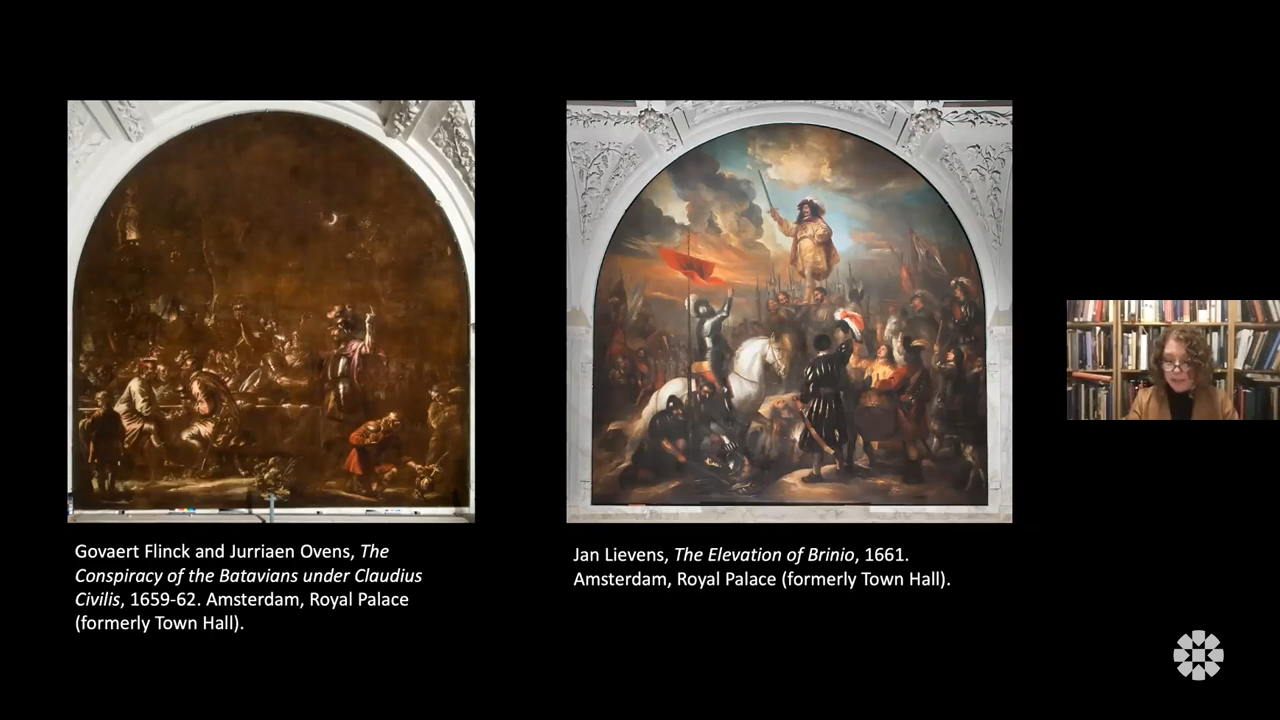 Govaert Flinck and Jurriaen Ovens, The
Conspiracy of the Batavians under Claudius
Civilis, 1659-62. Amsterdam, Royal Palace
(formerly Town Hall).
Jan Lievens, The Elevation of Brinio, 1661.
Amsterdam, Royal Palace (formerly Town Hall).